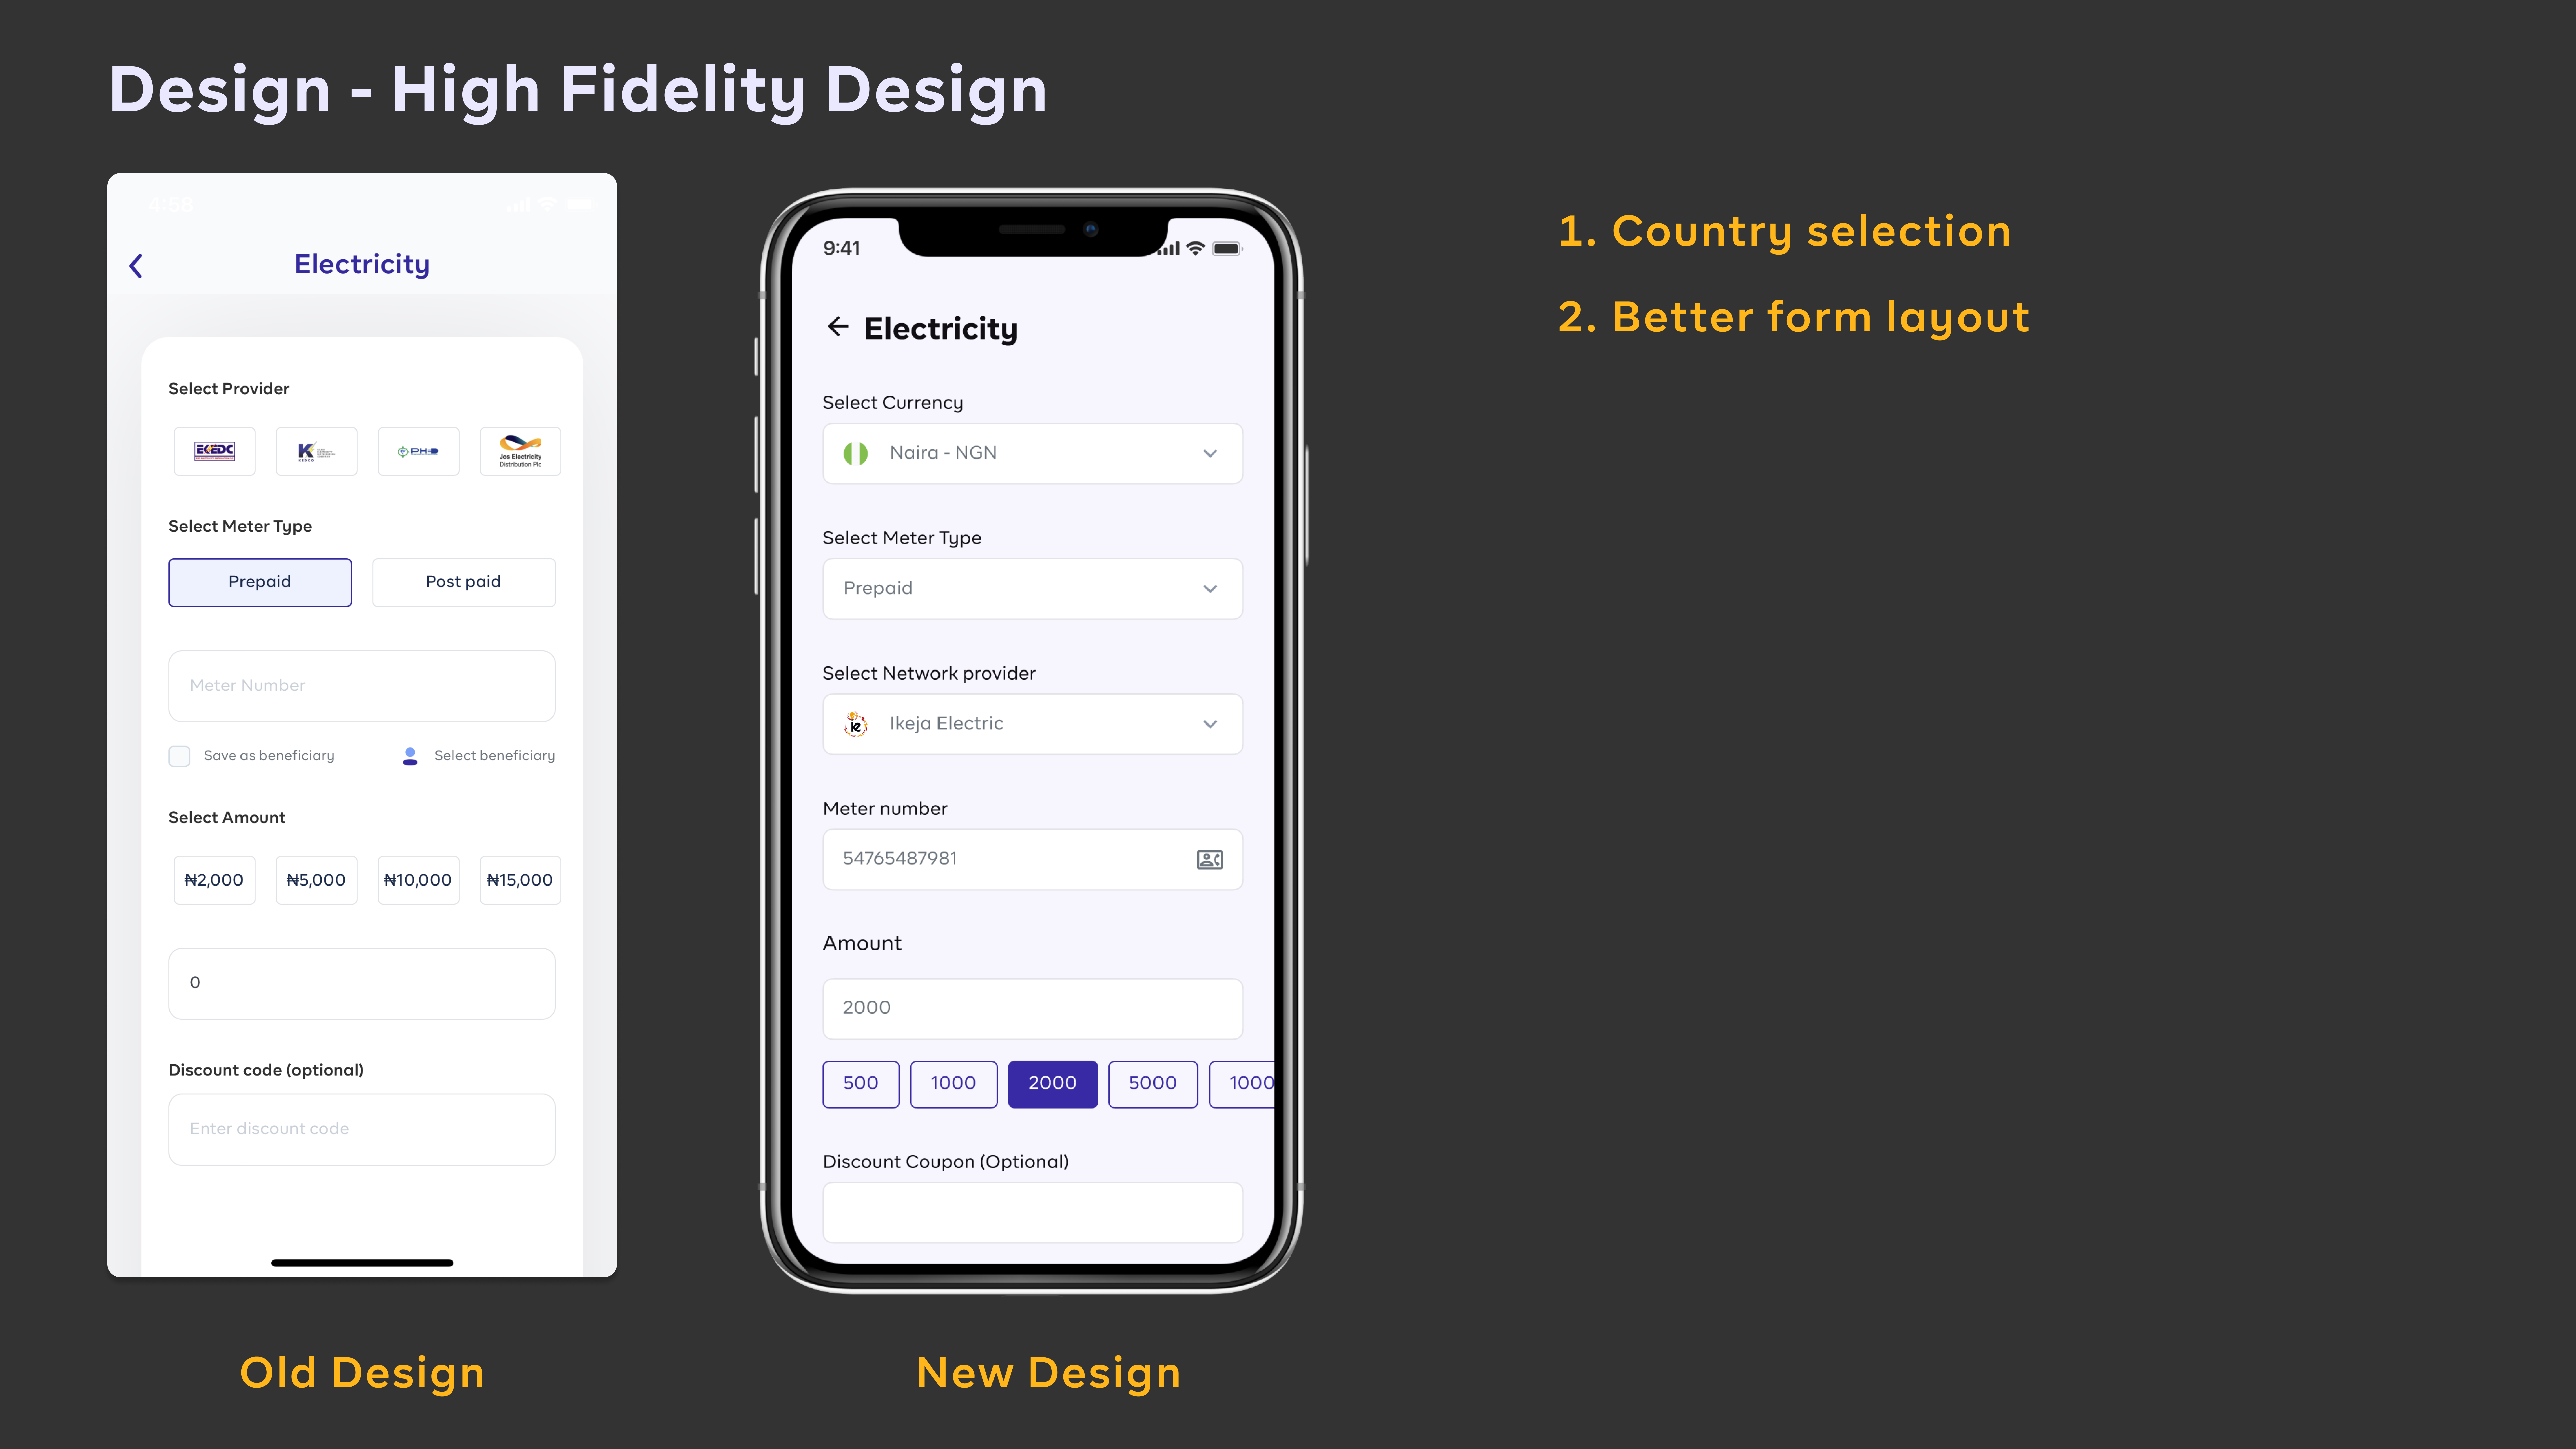 Design - High Fidelity Design
4:58
Electricity
Select Provider
EKEDC
K
PH
Jos Electricity
Distribution Plc
Select Meter Type
Prepaid
Post paid
Meter Number
Save as beneficiary
Select beneficiary
Select Amount
₦2,000
₦5,000
₦10,000
₦15,000
0
Discount code (optional)
Enter discount code
Old Design
9:41
Electricity
Select Currency
Naira - NGN
Select Meter Type
Prepaid
Select Network provider
ie
Ikeja Electric
Meter number
54765487981
Amount
2000
500
1000
2000
5000
1000
Discount Coupon (Optional)
New Design
1. Country selection
2. Better form layout